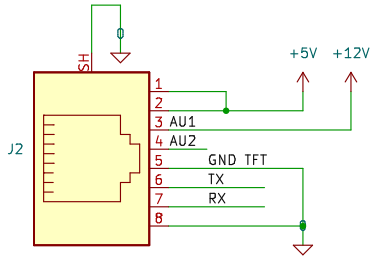 +5V +12V
SH
1
2
3 AU1
4 AU2
J2
5 GND TFT
6 TX
7 RX
8